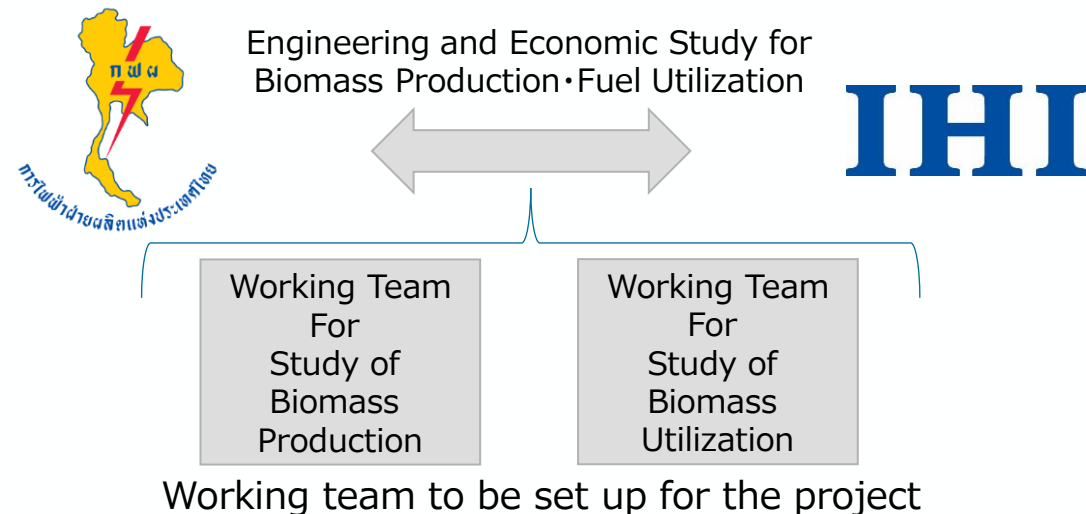 Engineering and Economic Study for
Biomass Production・Fuel Utilization
กฟผ
การไฟฟ้าฝ่ายผลิตแห่งประเทศไทย
IHI
Working Team
For
Study of
Biomass
Production
Working Team
For
Study of
Biomass
Utilization
Working team to be set up for the project